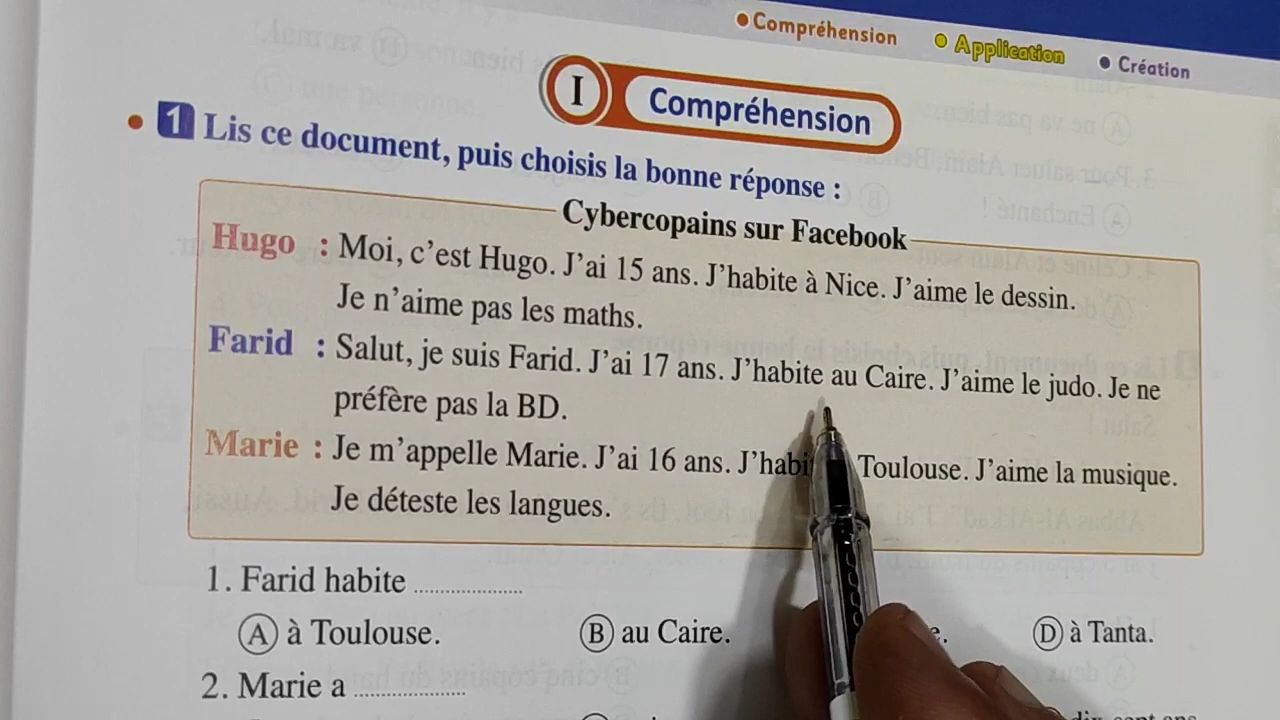 Compréhension Application Création
I Compréhension
1 Lis ce document, puis choisis la bonne réponse :
Cybercopains sur Facebook
Hugo : Moi, c'est Hugo. J'ai 15 ans. J'habite à Nice. J'aime le dessin.
Je n'aime pas les maths.
Farid : Salut, je suis Farid. J'ai 17 ans. J'habite au Caire. J'aime le judo. Je ne
préfère pas la BD.
Marie : Je m'appelle Marie. J'ai 16 ans. Toulouse. J'aime la musique.
Je déteste les langues.
1. Farid habite ......................
A à Toulouse. B au Caire. D à Tanta.
2. Marie a ......................